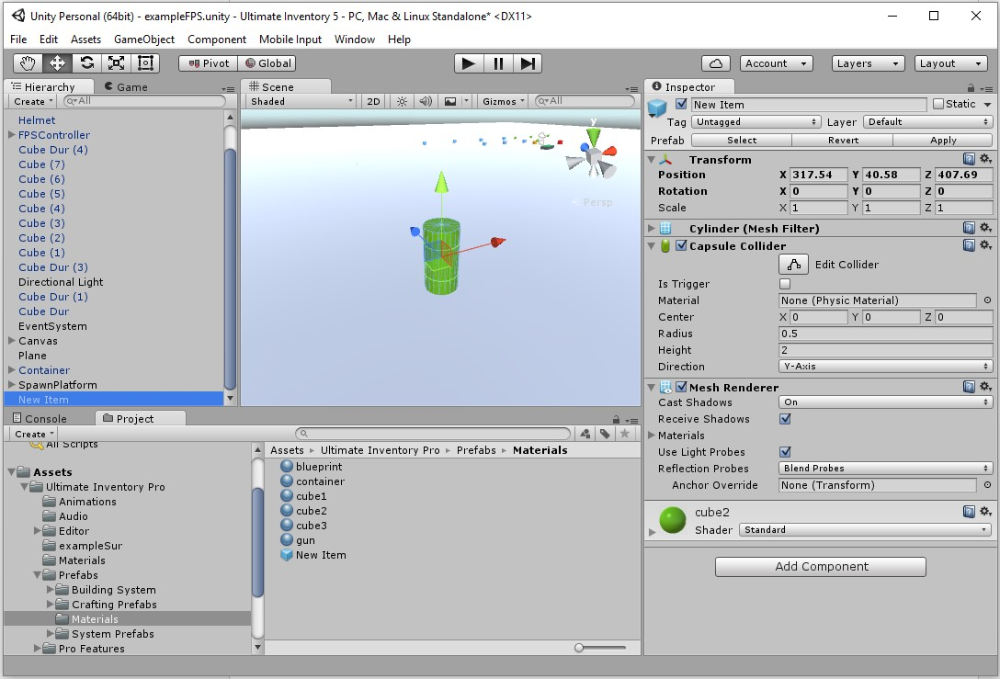 Unity Personal (64bit) - exampleFPS.unity - Ultimate Inventory 5 - PC, Mac & Linux Standalone* <DX11>
File Edit Assets GameObject Component Mobile Input Window Help
Pivot Global Account Layers Layout
Hierarchy Game
Create All
Helmet
FPSController
Cube Dur (4)
Cube (7)
Cube (6)
Cube (5)
Cube (4)
Cube (3)
Cube (2)
Cube (1)
Cube Dur (3)
Directional Light
Cube Dur (1)
Cube Dur
EventSystem
Canvas
Plane
Container
SpawnPlatform
New Item
Scene
Shaded 2D Gizmos All
y
Persp
Inspector
New Item Static
Tag Untagged Layer Default
Prefab Select Revert Apply
Transform
Position X 317.54 Y 40.58 Z 407.69
Rotation X 0 Y 0 Z 0
Scale X 1 Y 1 Z 1
Cylinder (Mesh Filter)
Capsule Collider
Edit Collider
Is Trigger
Material None (Physic Material)
Center X 0 Y 0 Z 0
Radius 0.5
Height 2
Direction Y-Axis
Mesh Renderer
Cast Shadows On
Receive Shadows
Materials
Use Light Probes
Reflection Probes Blend Probes
Anchor Override None (Transform)
cube2
Shader Standard
Add Component
Console Project
Create
All Scripts
Assets
Ultimate Inventory Pro
Animations
Audio
Editor
exampleSur
Materials
Prefabs
Building System
Crafting Prefabs
Materials
System Prefabs
Pro Features
Assets Ultimate Inventory Pro Prefabs Materials
blueprint
container
cube1
cube2
cube3
gun
New Item